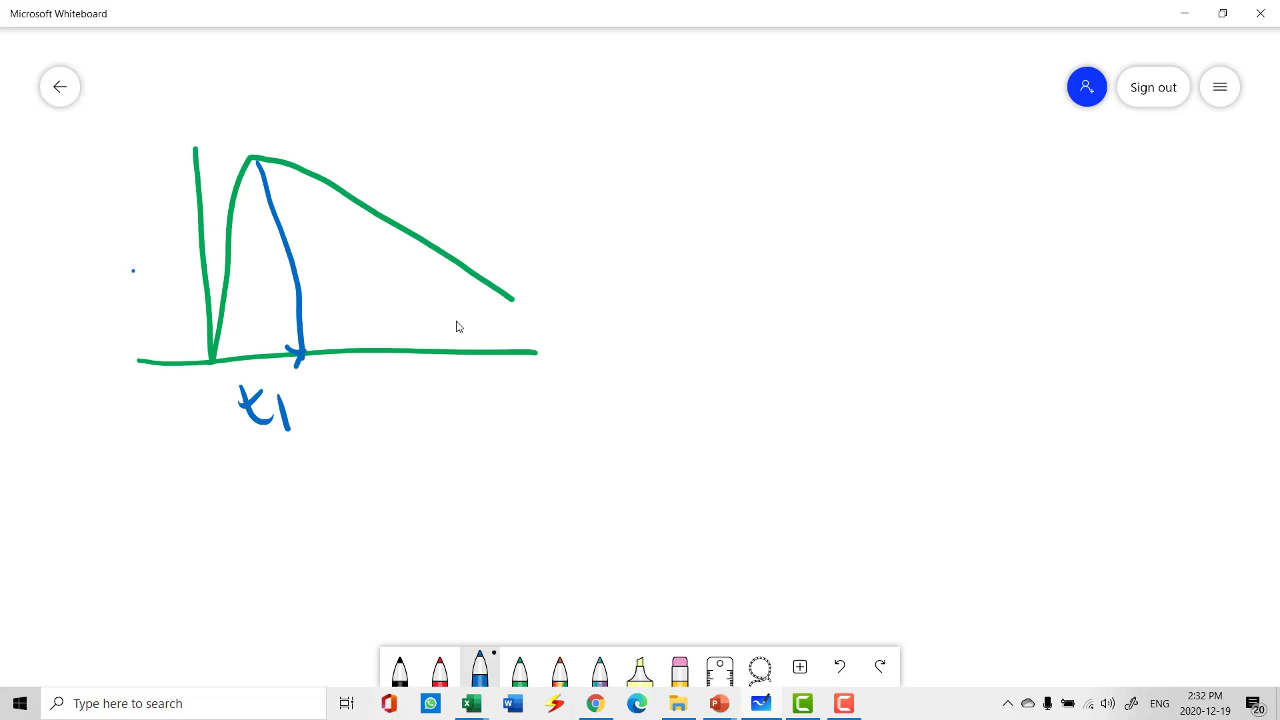 Microsoft Whiteboard
Sign out
t1
Type here to search
W
P
ENG
2:32 PM
2020-12-19
20